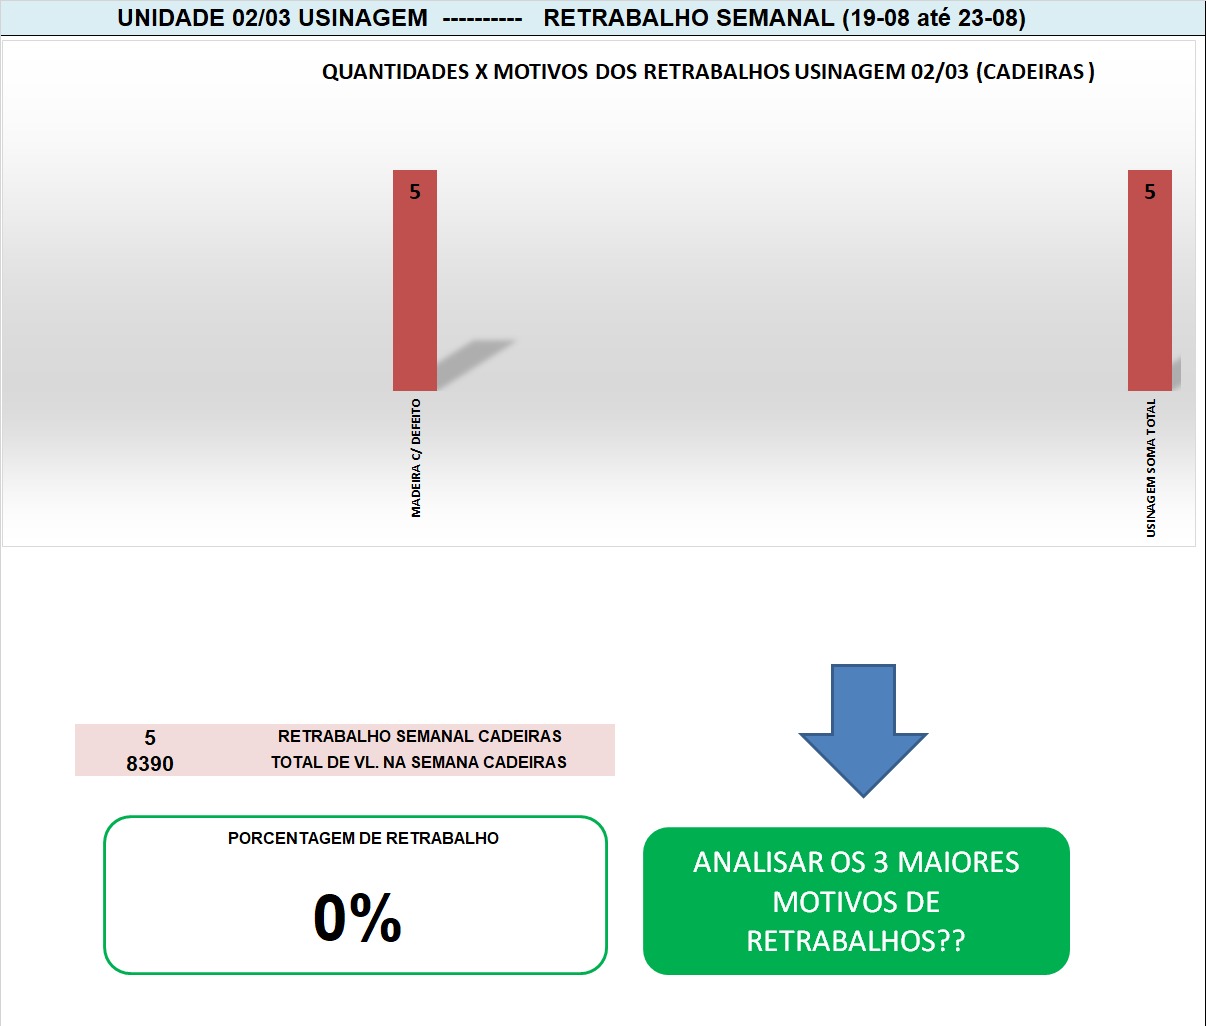 UNIDADE 02/03 USINAGEM ---------- RETRABALHO SEMANAL (19-08 até 23-08)
QUANTIDADES X MOTIVOS DOS RETRABALHOS USINAGEM 02/03 (CADEIRAS )
5
5
MADEIRA C/ DEFEITO
USINAGEM SOMA TOTAL
5 RETRABALHO SEMANAL CADEIRAS
8390 TOTAL DE VL. NA SEMANA CADEIRAS
PORCENTAGEM DE RETRABALHO
0%
ANALISAR OS 3 MAIORES
MOTIVOS DE
RETRABALHOS??